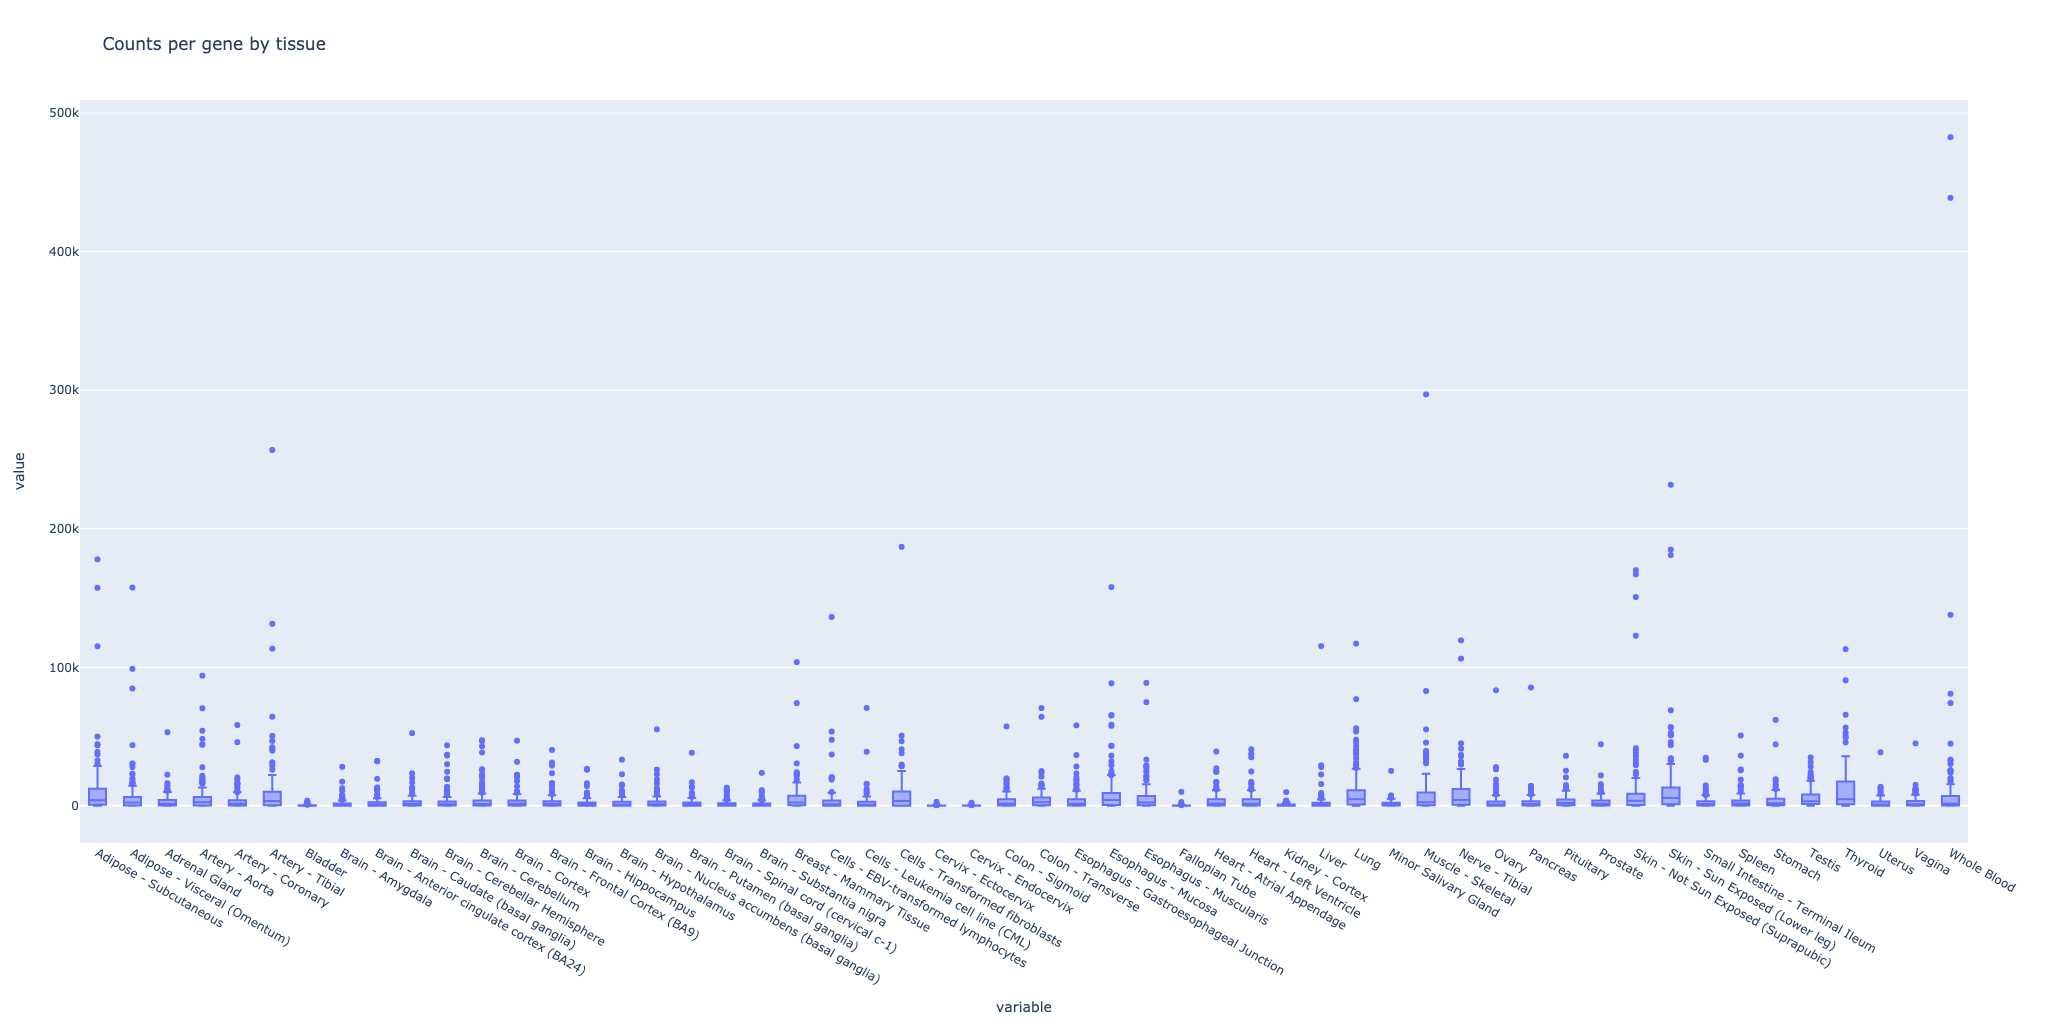 Counts per gene by tissue
500k
400k
300k
200k
100k
0
value
Adipose - Subcutaneous
Adipose - Visceral (Omentum)
Adrenal Gland
Artery - Aorta
Artery - Coronary
Artery - Tibial
Bladder
Brain - Amygdala
Brain - Anterior cingulate cortex (BA24)
Brain - Caudate (basal ganglia)
Brain - Cerebellar Hemisphere
Brain - Cerebellum
Brain - Cortex
Brain - Frontal Cortex (BA9)
Brain - Hippocampus
Brain - Hypothalamus
Brain - Nucleus accumbens (basal ganglia)
Brain - Putamen (basal ganglia)
Brain - Spinal cord (cervical c-1)
Brain - Substantia nigra
Breast - Mammary Tissue
Cells - EBV-transformed lymphocytes
Cells - Leukemia cell line (CML)
Cells - Transformed fibroblasts
Cervix - Ectocervix
Cervix - Endocervix
Colon - Sigmoid
Colon - Transverse
Esophagus - Gastroesophageal Junction
Esophagus - Mucosa
Esophagus - Muscularis
Fallopian Tube
Heart - Atrial Appendage
Heart - Left Ventricle
Kidney - Cortex
Liver
Lung
Minor Salivary Gland
Muscle - Skeletal
Nerve - Tibial
Ovary
Pancreas
Pituitary
Prostate
Skin - Not Sun Exposed (Suprapubic)
Skin - Sun Exposed (Lower leg)
Small Intestine - Terminal Ileum
Spleen
Stomach
Testis
Thyroid
Uterus
Vagina
Whole Blood
variable